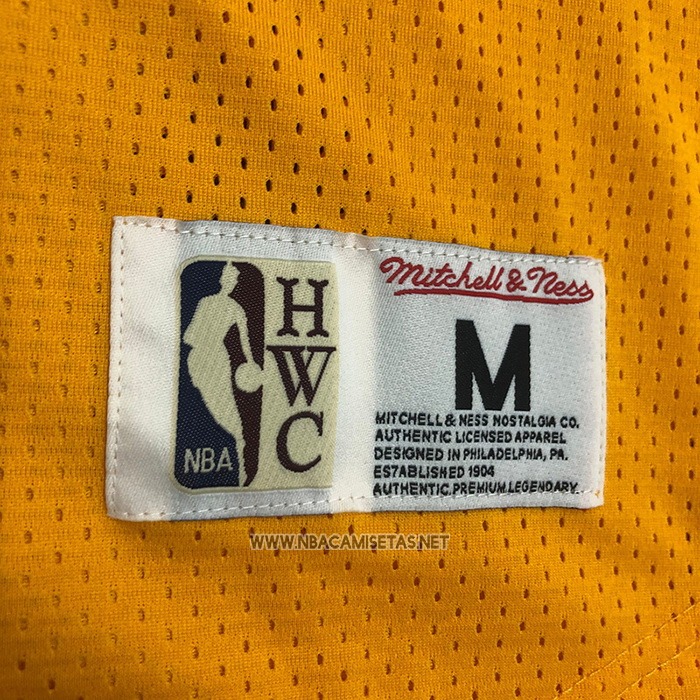 HWC
NBA
Mitchell & Ness
M
MITCHELL & NESS NOSTALGIA CO.
AUTHENTIC LICENSED APPAREL
DESIGNED IN PHILADELPHIA, PA.
ESTABLISHED 1904
AUTHENTIC.PREMIUM.LEGENDARY.
WWW.NBACAMISETAS.NET